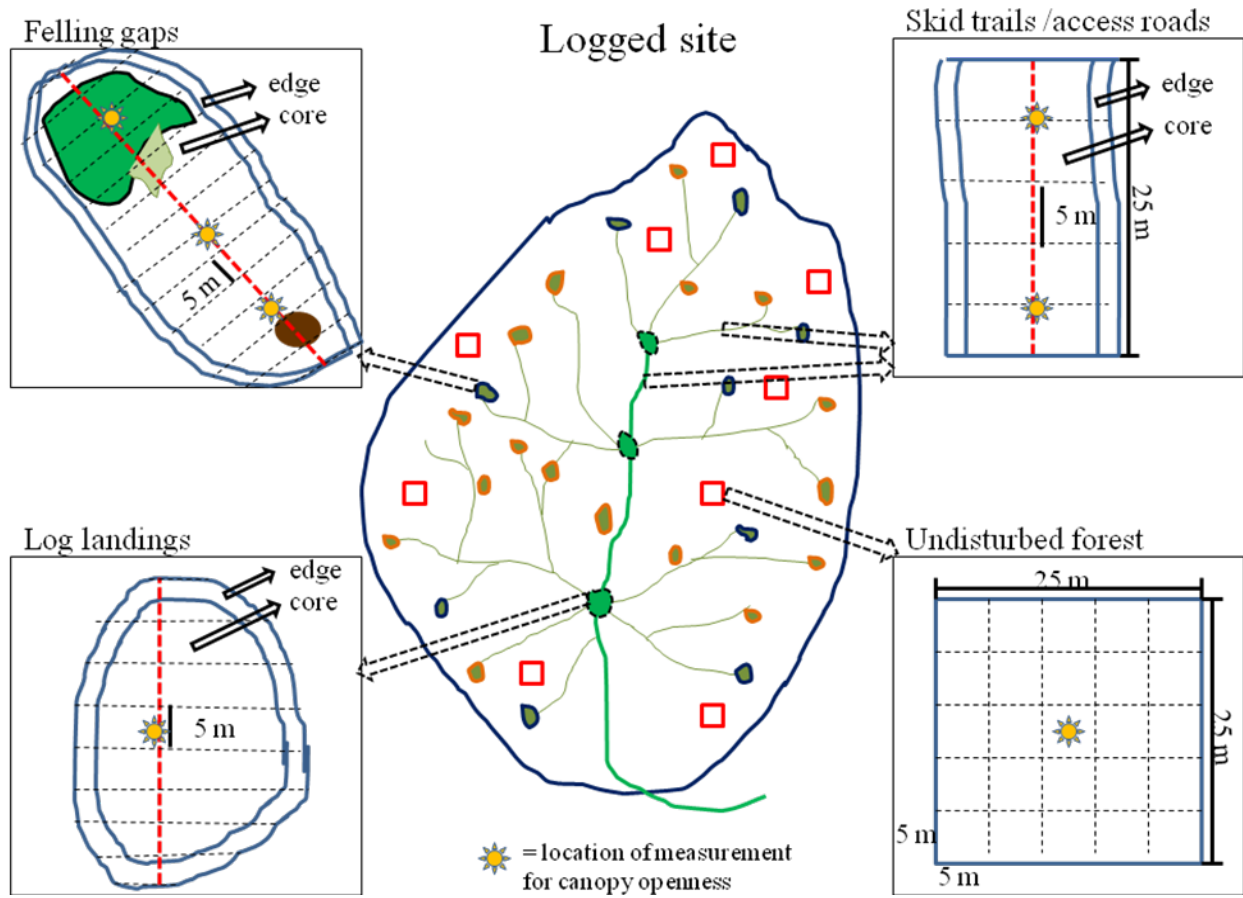 Felling gaps
edge
core
5 m
Logged site
Skid trails /access roads
edge
core
5 m
25 m
Log landings
edge
core
5 m
Undisturbed forest
25 m
25 m
5 m
5 m
= location of measurement
for canopy openness